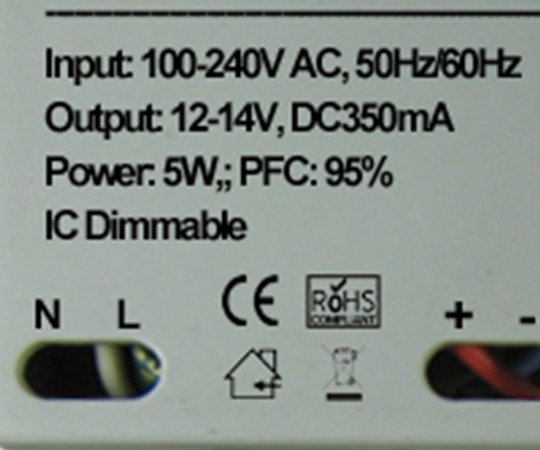 Input: 100-240V AC, 50Hz/60Hz
Output: 12-14V, DC350mA
Power: 5W,; PFC: 95%
IC Dimmable
N L CE RoHS + -
COMPLIANT